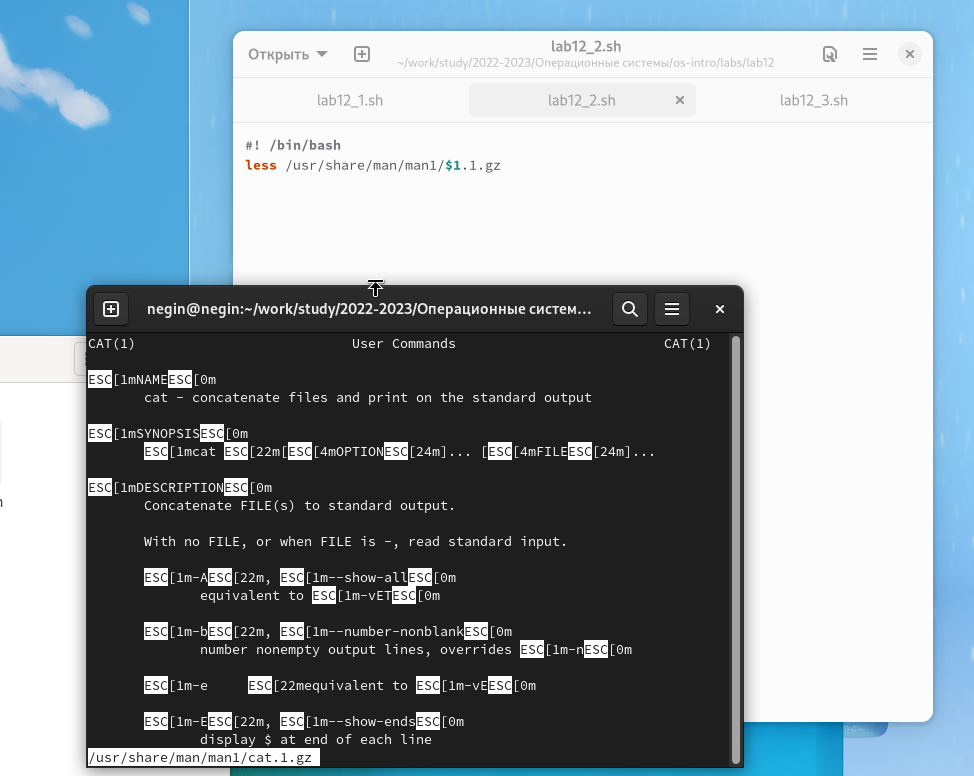 Открыть
lab12_2.sh
~/work/study/2022-2023/Операционные системы/os-intro/labs/lab12
lab12_1.sh
lab12_2.sh
lab12_3.sh
#! /bin/bash
less /usr/share/man/man1/$1.1.gz
negin@negin:~/work/study/2022-2023/Операционные систем...
CAT(1) User Commands CAT(1)
ESC[1mNAMEESC[0m
cat - concatenate files and print on the standard output
ESC[1mSYNOPSISESC[0m
ESC[1mcat ESC[22m[ESC[4mOPTIONESC[24m]... [ESC[4mFILEESC[24m]...
ESC[1mDESCRIPTIONESC[0m
Concatenate FILE(s) to standard output.
With no FILE, or when FILE is -, read standard input.
ESC[1m-AESC[22m, ESC[1m--show-allESC[0m
equivalent to ESC[1m-vETESC[0m
ESC[1m-bESC[22m, ESC[1m--number-nonblankESC[0m
number nonempty output lines, overrides ESC[1m-nESC[0m
ESC[1m-e ESC[22mequivalent to ESC[1m-vEESC[0m
ESC[1m-EESC[22m, ESC[1m--show-endsESC[0m
display $ at end of each line
/usr/share/man/man1/cat.1.gz